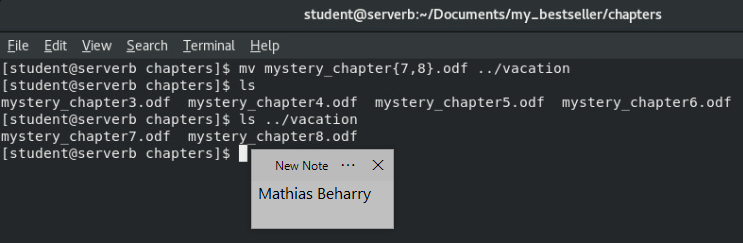 student@serverb:~/Documents/my_bestseller/chapters
File Edit View Search Terminal Help
[student@serverb chapters]$ mv mystery_chapter{7,8}.odf ../vacation
[student@serverb chapters]$ ls
mystery_chapter3.odf  mystery_chapter4.odf  mystery_chapter5.odf  mystery_chapter6.odf
[student@serverb chapters]$ ls ../vacation
mystery_chapter7.odf  mystery_chapter8.odf
[student@serverb chapters]$
New Note ··· ×
Mathias Beharry